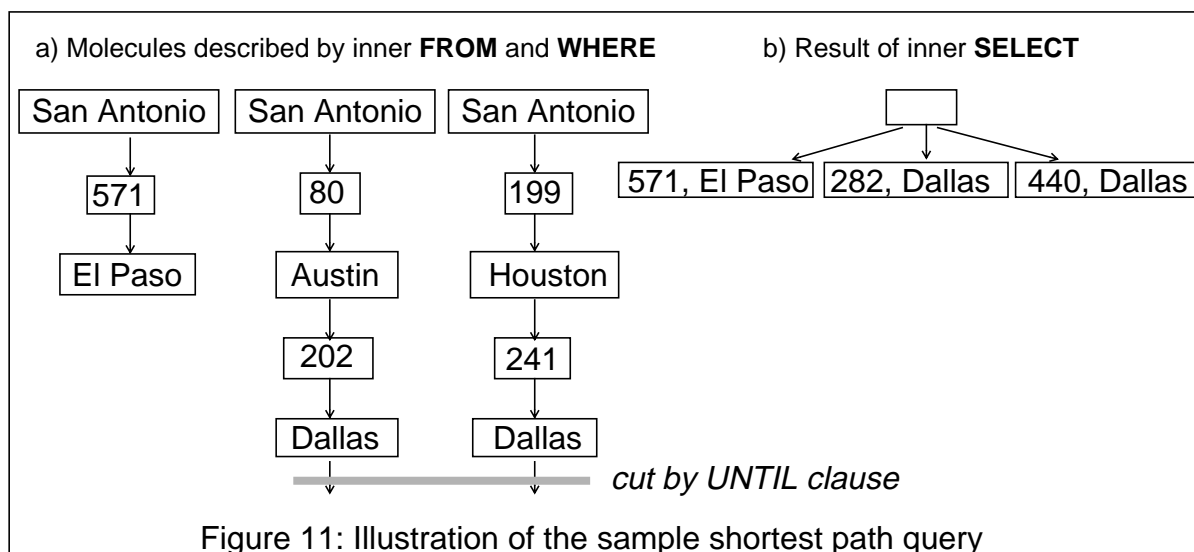 a) Molecules described by inner FROM and WHERE
b) Result of inner SELECT
San Antonio
San Antonio
San Antonio
571
80
199
El Paso
Austin
Houston
202
241
Dallas
Dallas
cut by UNTIL clause
571, El Paso
282, Dallas
440, Dallas
Figure 11: Illustration of the sample shortest path query